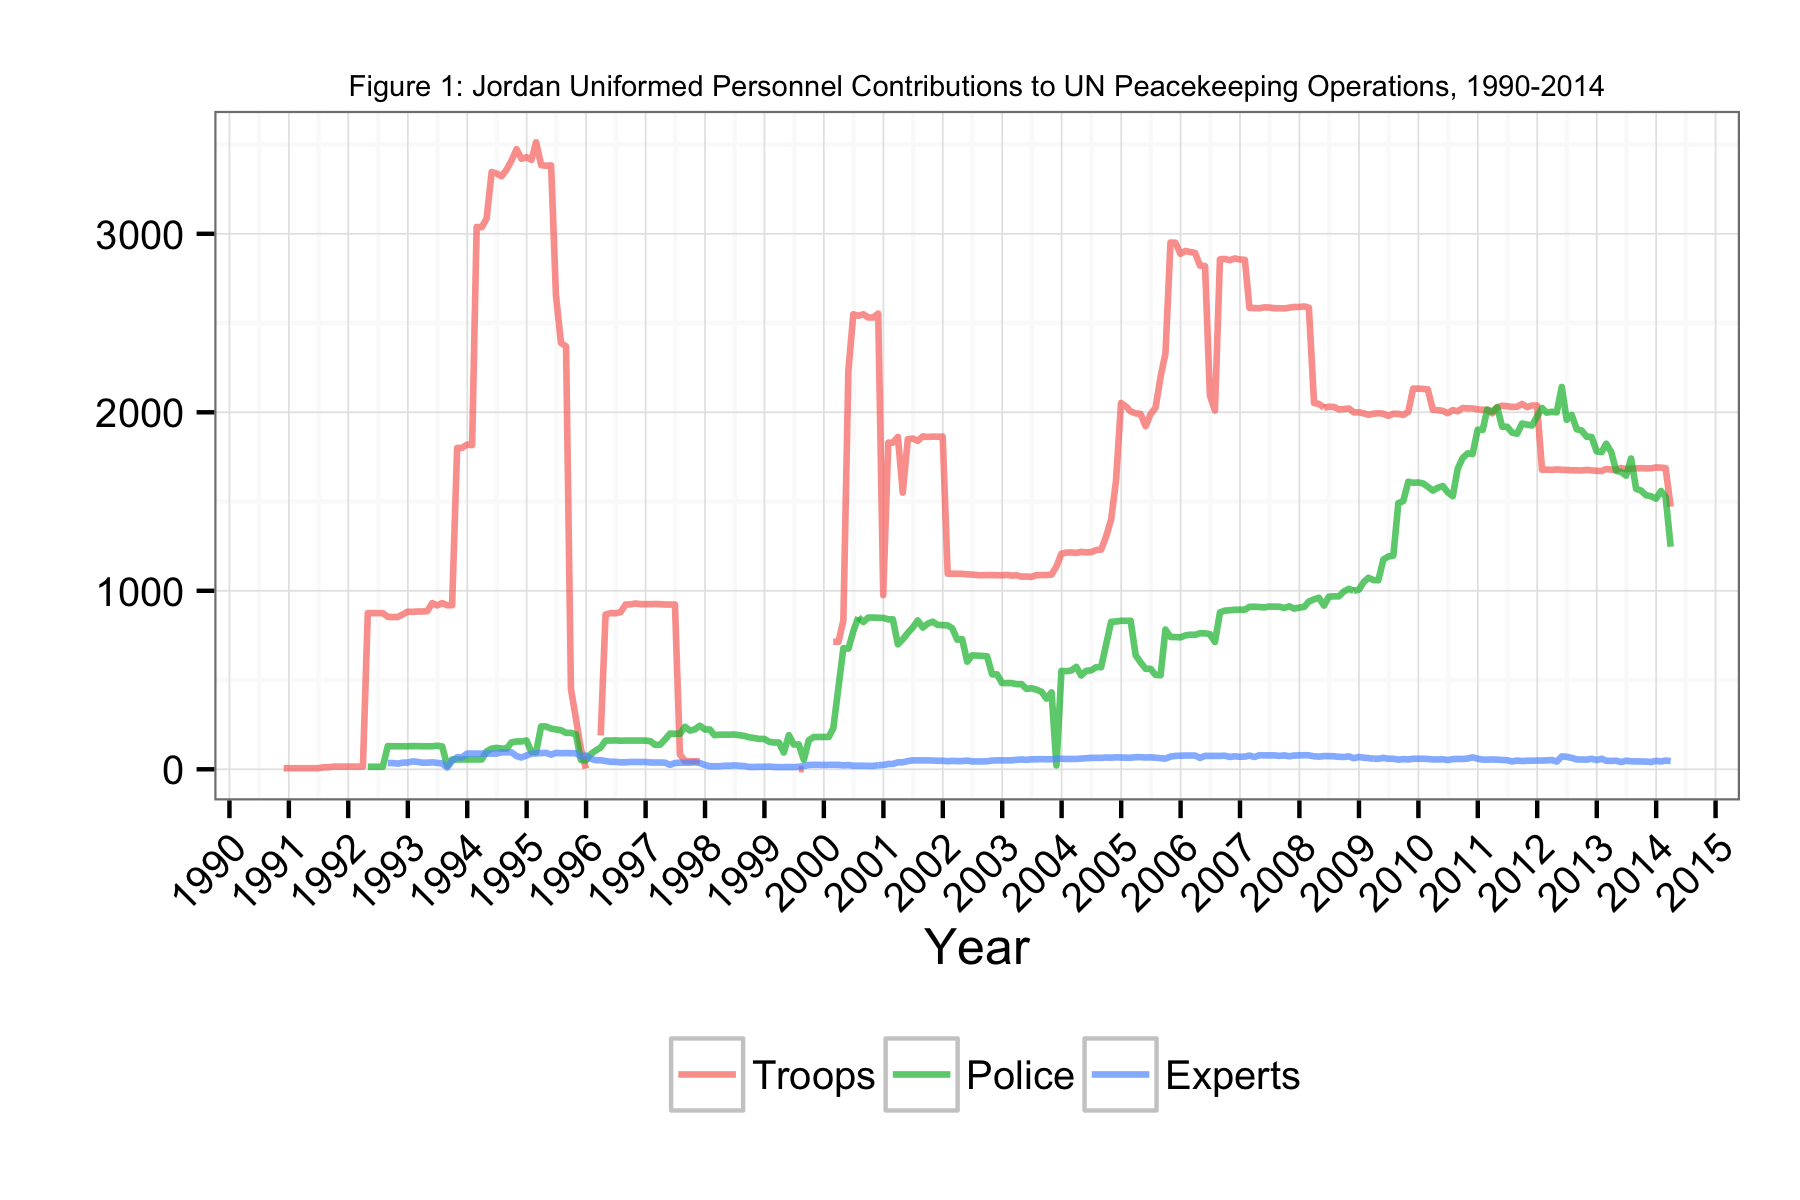 Figure 1: Jordan Uniformed Personnel Contributions to UN Peacekeeping Operations, 1990-2014
3000
2000
1000
0
1990 1991 1992 1993 1994 1995 1996 1997 1998 1999 2000 2001 2002 2003 2004 2005 2006 2007 2008 2009 2010 2011 2012 2013 2014 2015
Year
Troops Police Experts